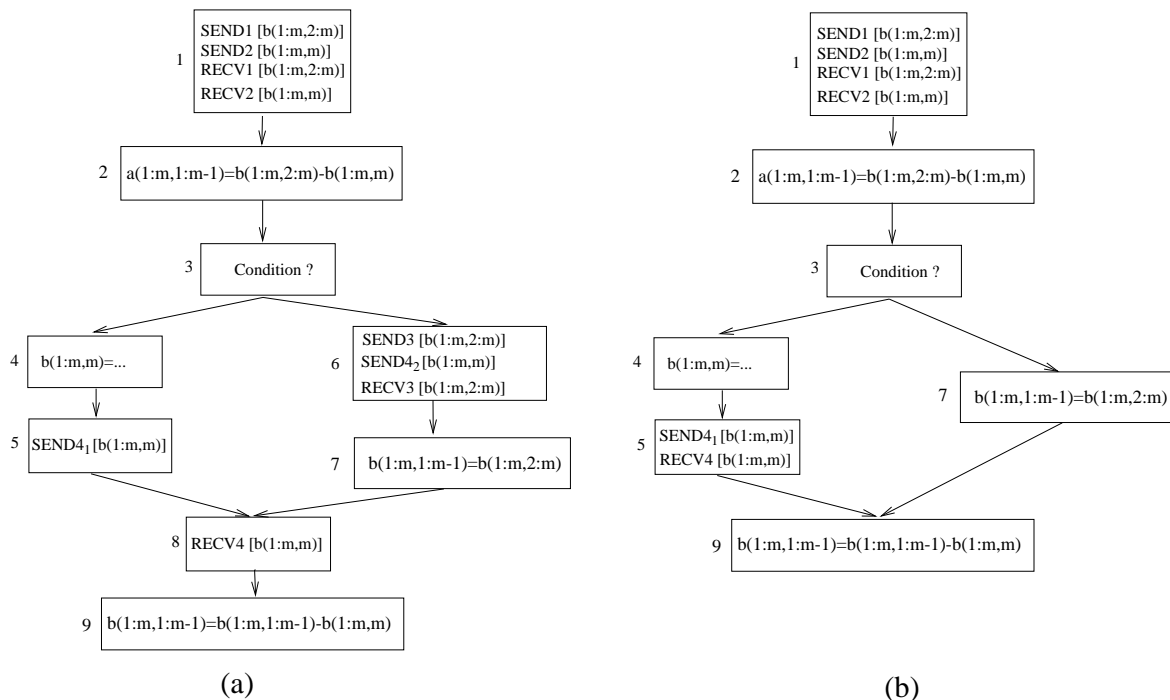 1
SEND1 [b(1:m,2:m)]
SEND2 [b(1:m,m)]
RECV1 [b(1:m,2:m)]
RECV2 [b(1:m,m)]
2
a(1:m,1:m-1)=b(1:m,2:m)-b(1:m,m)
3
Condition ?
4
b(1:m,m)=...
6
SEND3 [b(1:m,2:m)]
SEND4₂ [b(1:m,m)]
RECV3 [b(1:m,2:m)]
5
SEND4₁ [b(1:m,m)]
7
b(1:m,1:m-1)=b(1:m,2:m)
8
RECV4 [b(1:m,m)]
9
b(1:m,1:m-1)=b(1:m,1:m-1)-b(1:m,m)
(a)
1
SEND1 [b(1:m,2:m)]
SEND2 [b(1:m,m)]
RECV1 [b(1:m,2:m)]
RECV2 [b(1:m,m)]
2
a(1:m,1:m-1)=b(1:m,2:m)-b(1:m,m)
3
Condition ?
4
b(1:m,m)=...
7
b(1:m,1:m-1)=b(1:m,2:m)
5
SEND4₁ [b(1:m,m)]
RECV4 [b(1:m,m)]
9
b(1:m,1:m-1)=b(1:m,1:m-1)-b(1:m,m)
(b)